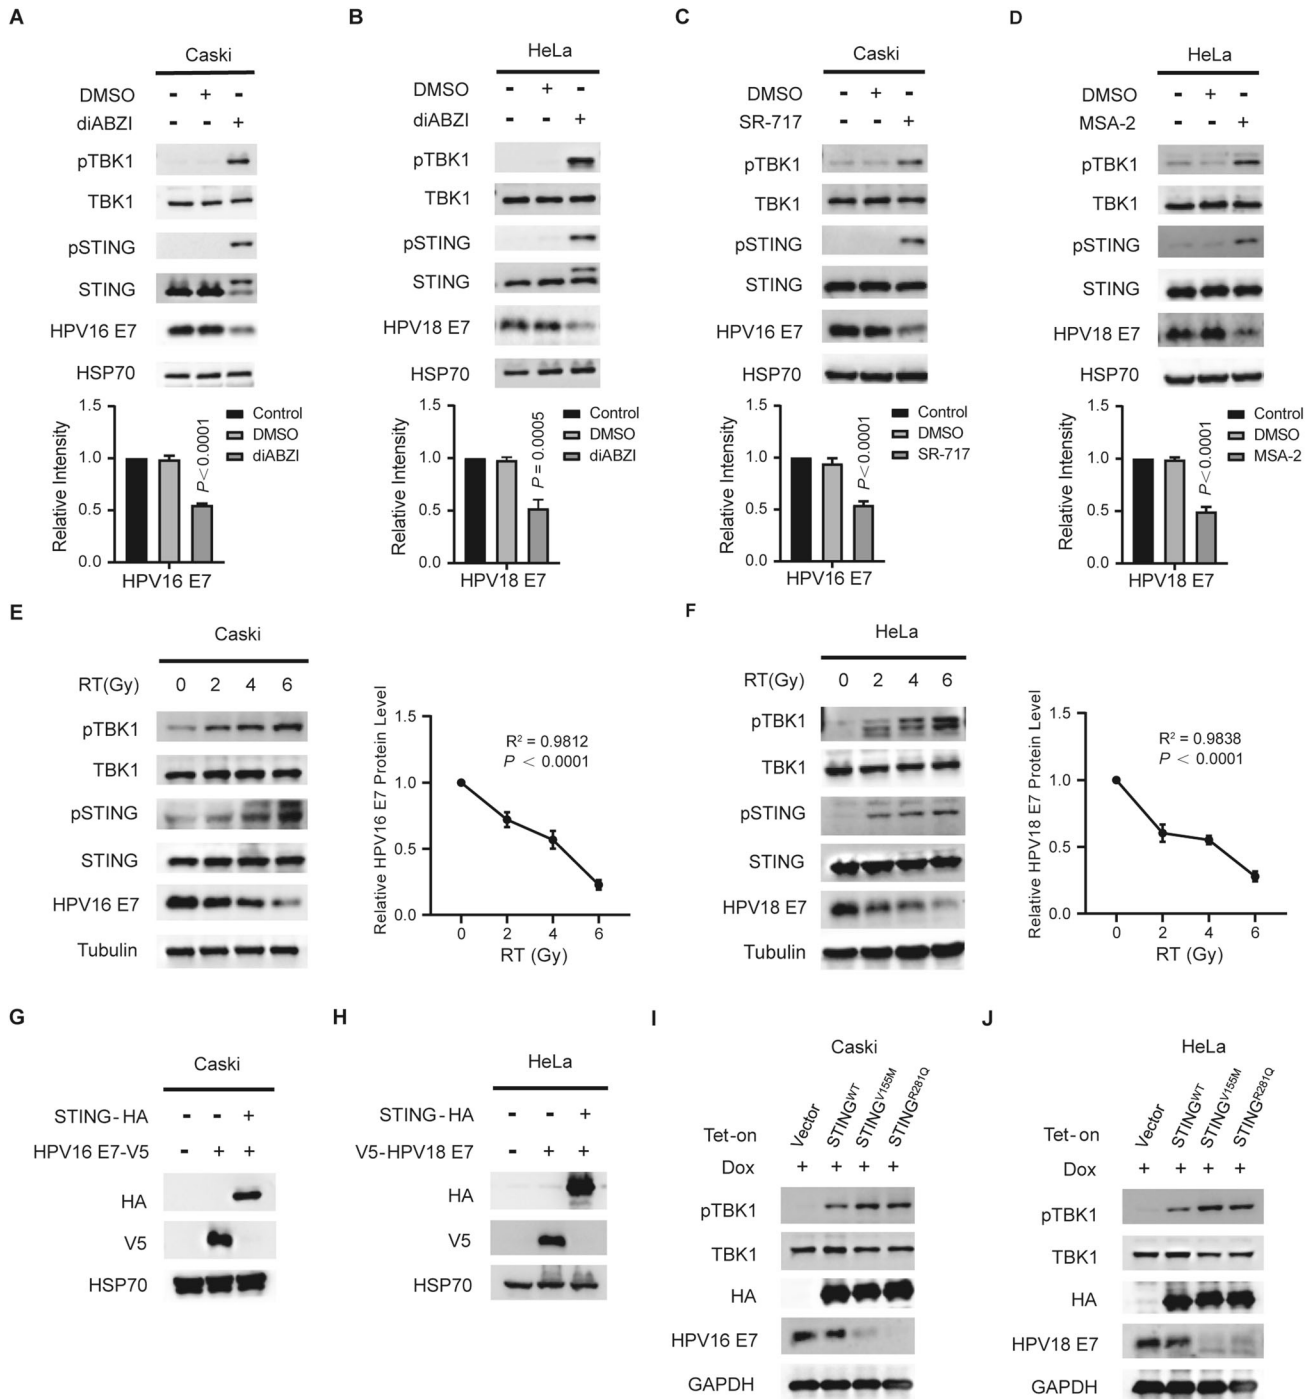 A
Caski
DMSO - + -
diABZI - - +
pTBK1
TBK1
pSTING
STING
HPV16 E7
HSP70
1.5
1.0
0.5
0.0
Relative Intensity
Control
DMSO
diABZI
P < 0.0001
HPV16 E7
B
HeLa
DMSO - + -
diABZI - - +
pTBK1
TBK1
pSTING
STING
HPV18 E7
HSP70
1.5
1.0
0.5
0.0
Relative Intensity
Control
DMSO
diABZI
P = 0.0005
HPV18 E7
C
Caski
DMSO - + -
SR-717 - - +
pTBK1
TBK1
pSTING
STING
HPV16 E7
HSP70
1.5
1.0
0.5
0.0
Relative Intensity
Control
DMSO
SR-717
P < 0.0001
HPV16 E7
D
HeLa
DMSO - + -
MSA-2 - - +
pTBK1
TBK1
pSTING
STING
HPV18 E7
HSP70
1.5
1.0
0.5
0.0
Relative Intensity
Control
DMSO
MSA-2
P < 0.0001
HPV18 E7
E
Caski
RT(Gy) 0 2 4 6
pTBK1
TBK1
pSTING
STING
HPV16 E7
Tubulin
Relative HPV16 E7 Protein Level
1.5
1.0
0.5
0.0
R² = 0.9812
P < 0.0001
0 2 4 6
RT (Gy)
F
HeLa
RT(Gy) 0 2 4 6
pTBK1
TBK1
pSTING
STING
HPV18 E7
Tubulin
Relative HPV18 E7 Protein Level
1.5
1.0
0.5
0.0
R² = 0.9838
P < 0.0001
0 2 4 6
RT (Gy)
G
Caski
STING-HA - - +
HPV16 E7-V5 - + +
HA
V5
HSP70
H
HeLa
STING-HA - - +
V5-HPV18 E7 - + +
HA
V5
HSP70
I
Caski
Tet-on Vector STINGᵂᵀ STING^V155M STING^R281Q
Dox + + + +
pTBK1
TBK1
HA
HPV16 E7
GAPDH
J
HeLa
Tet-on Vector STINGᵂᵀ STING^V155M STING^R281Q
Dox + + + +
pTBK1
TBK1
HA
HPV18 E7
GAPDH